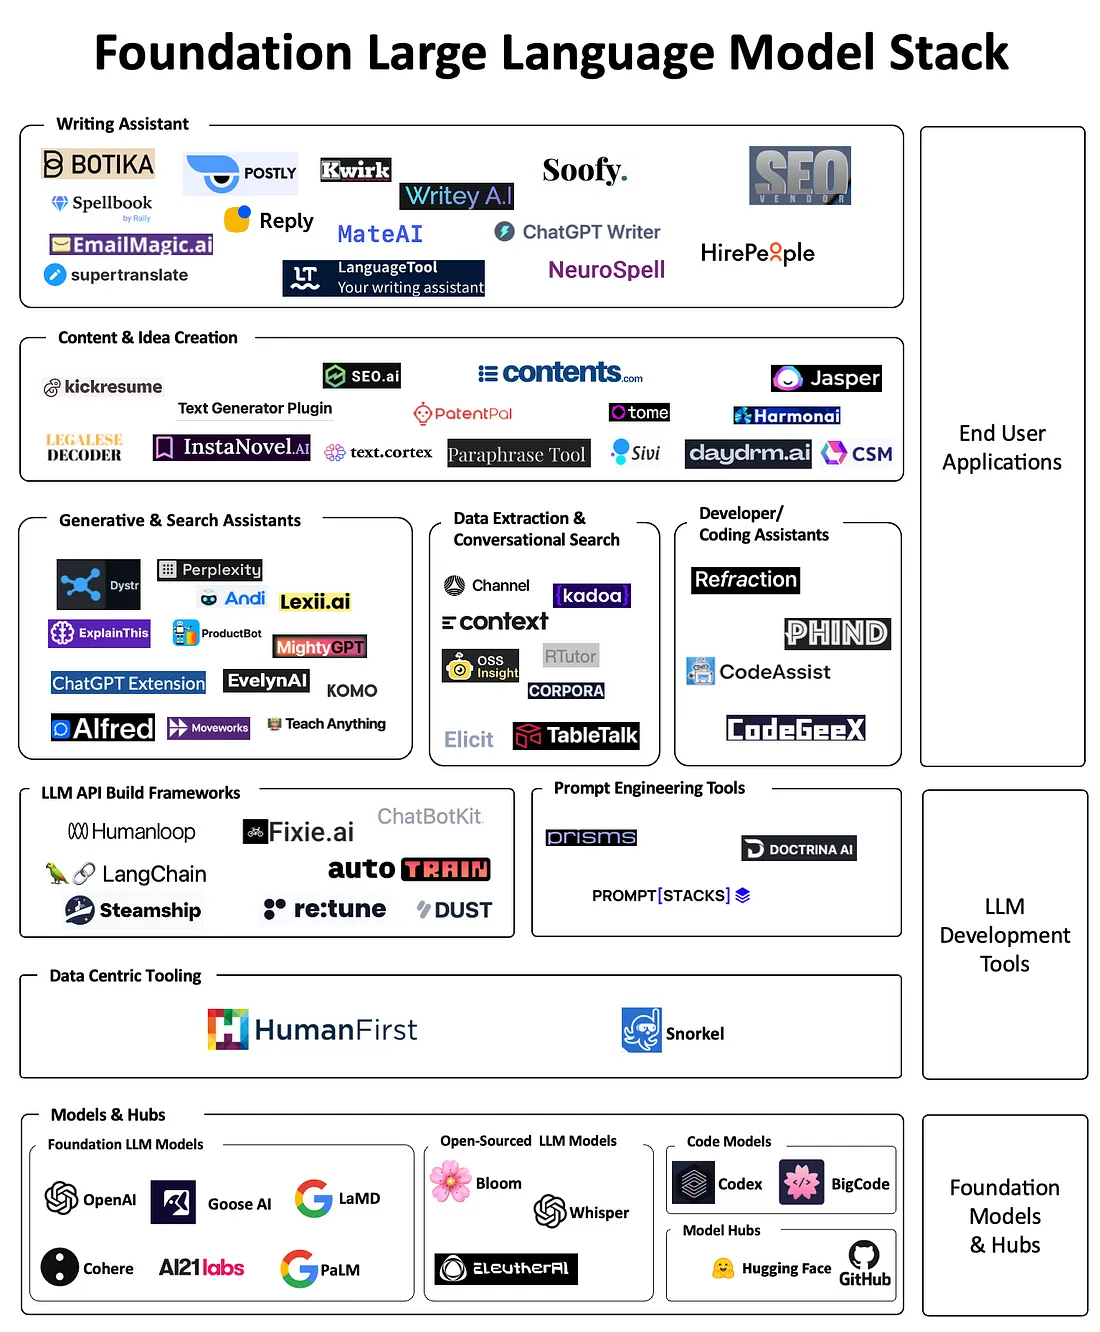 Foundation Large Language Model Stack
Writing Assistant
BOTIKA
POSTLY
Kwirk
Soofy.
SEO
VENDOR
Writey A.I
Spellbook
by Rally
Reply
MateAI
ChatGPT Writer
EmailMagic.ai
HirePeople
supertranslate
LT
LanguageTool
Your writing assistant
NeuroSpell
Content & Idea Creation
kickresume
SEO.ai
contents.com
Jasper
Text Generator Plugin
PatentPal
tome
Harmonai
LEGALESE
DECODER
InstaNovel.AI
text.cortex
Paraphrase Tool
Sivi
daydrm.ai
CSM
End User
Applications
Generative & Search Assistants
Dystr
Perplexity
Andi
Lexii.ai
ExplainThis
ProductBot
MightyGPT
ChatGPT Extension
EvelynAI
KOMO
Alfred
Moveworks
Teach Anything
Data Extraction &
Conversational Search
Channel
{kadoa}
context
OSS
Insight
RTutor
CORPORA
Elicit
TableTalk
Developer/
Coding Assistants
Refraction
PHIND
CodeAssist
CodeGeeX
LLM API Build Frameworks
Humanloop
Fixie.ai
ChatBotKit.
LangChain
auto TRAIN
Steamship
re:tune
DUST
Prompt Engineering Tools
prisms
DOCTRINA AI
PROMPT[STACKS]
LLM
Development
Tools
Data Centric Tooling
HumanFirst
Snorkel
Models & Hubs
Foundation LLM Models
OpenAI
Goose AI
LaMD
Cohere
AI21labs
PaLM
Open-Sourced LLM Models
Bloom
Whisper
EleutherAI
Code Models
Codex
BigCode
Model Hubs
Hugging Face
GitHub
Foundation
Models
& Hubs